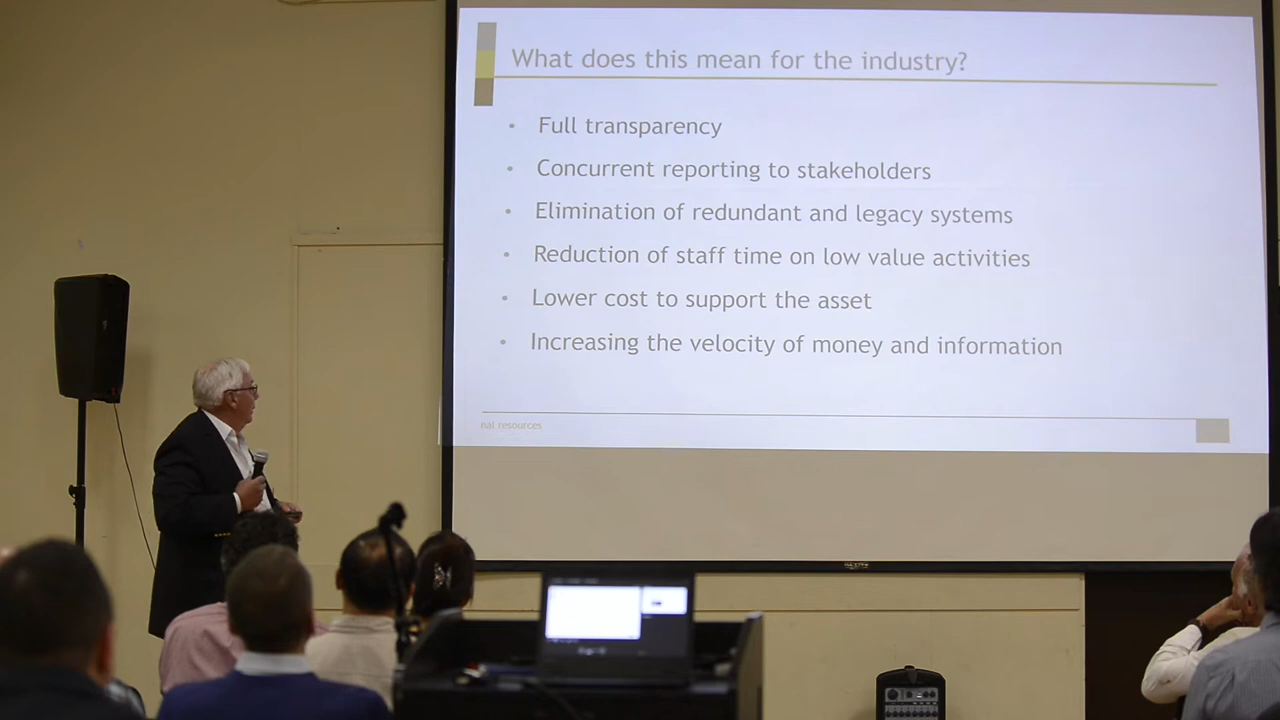 What does this mean for the industry?
• Full transparency
• Concurrent reporting to stakeholders
• Elimination of redundant and legacy systems
• Reduction of staff time on low value activities
• Lower cost to support the asset
• Increasing the velocity of money and information
nal resources